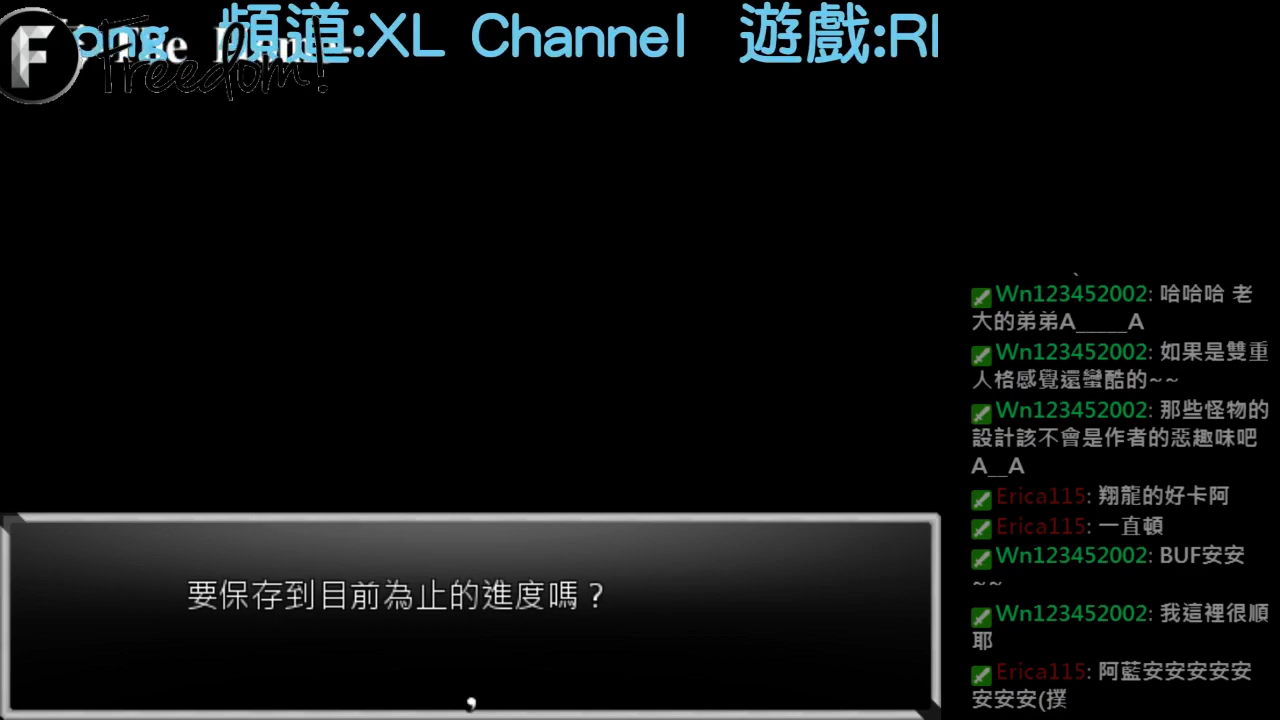 頻道:XL Channel 遊戲:RI
Freedom!
Wn123452002: 哈哈哈 老
大的弟弟A_____A
Wn123452002: 如果是雙重
人格感覺還蠻酷的~~
Wn123452002: 那些怪物的
設計該不會是作者的惡趣味吧
A__A
Erica115: 翔龍的好卡阿
Erica115: 一直頓
Wn123452002: BUF安安
~~
Wn123452002: 我這裡很順
耶
Erica115: 阿藍安安安安安
安安安(撲
要保存到目前為止的進度嗎？